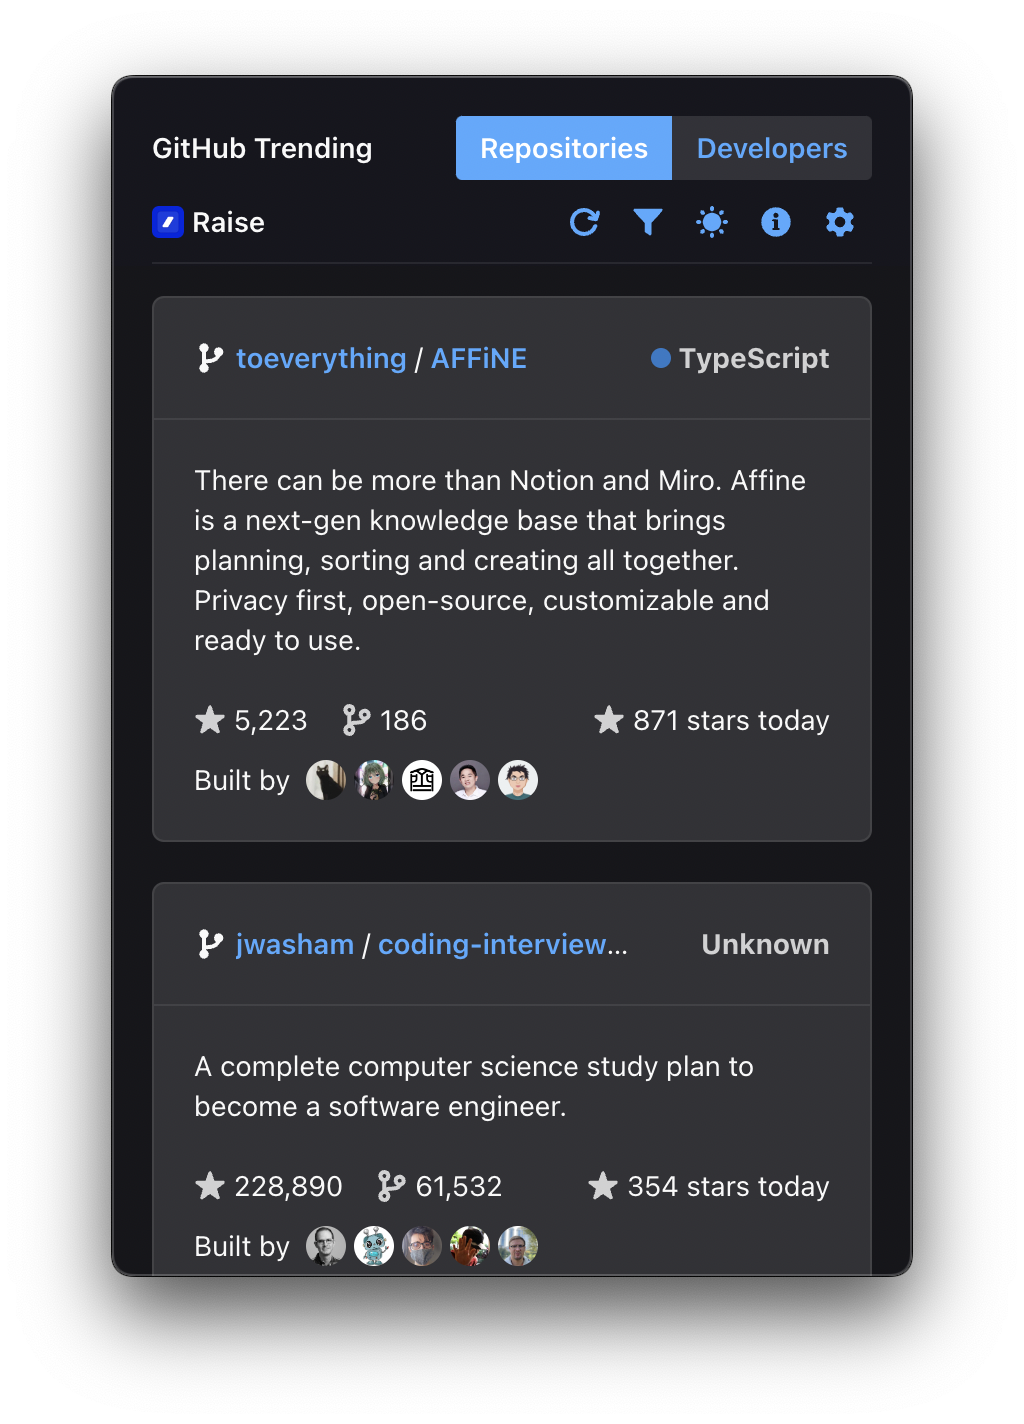 GitHub Trending
Repositories
Developers
Raise
toeverything / AFFiNE
TypeScript
There can be more than Notion and Miro. Affine
is a next-gen knowledge base that brings
planning, sorting and creating all together.
Privacy first, open-source, customizable and
ready to use.
5,223
186
871 stars today
Built by
jwasham / coding-interview...
Unknown
A complete computer science study plan to
become a software engineer.
228,890
61,532
354 stars today
Built by